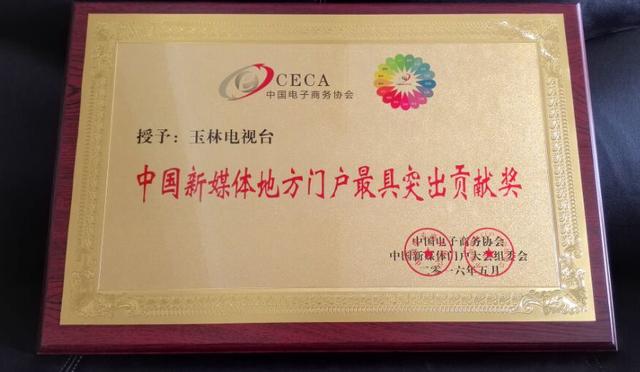 CECA
中国电子商务协会
授予：玉林电视台
中国新媒体地方门户最具突出贡献奖
中国电子商务协会
中国新媒体门户大会组委会
二零一六年五月